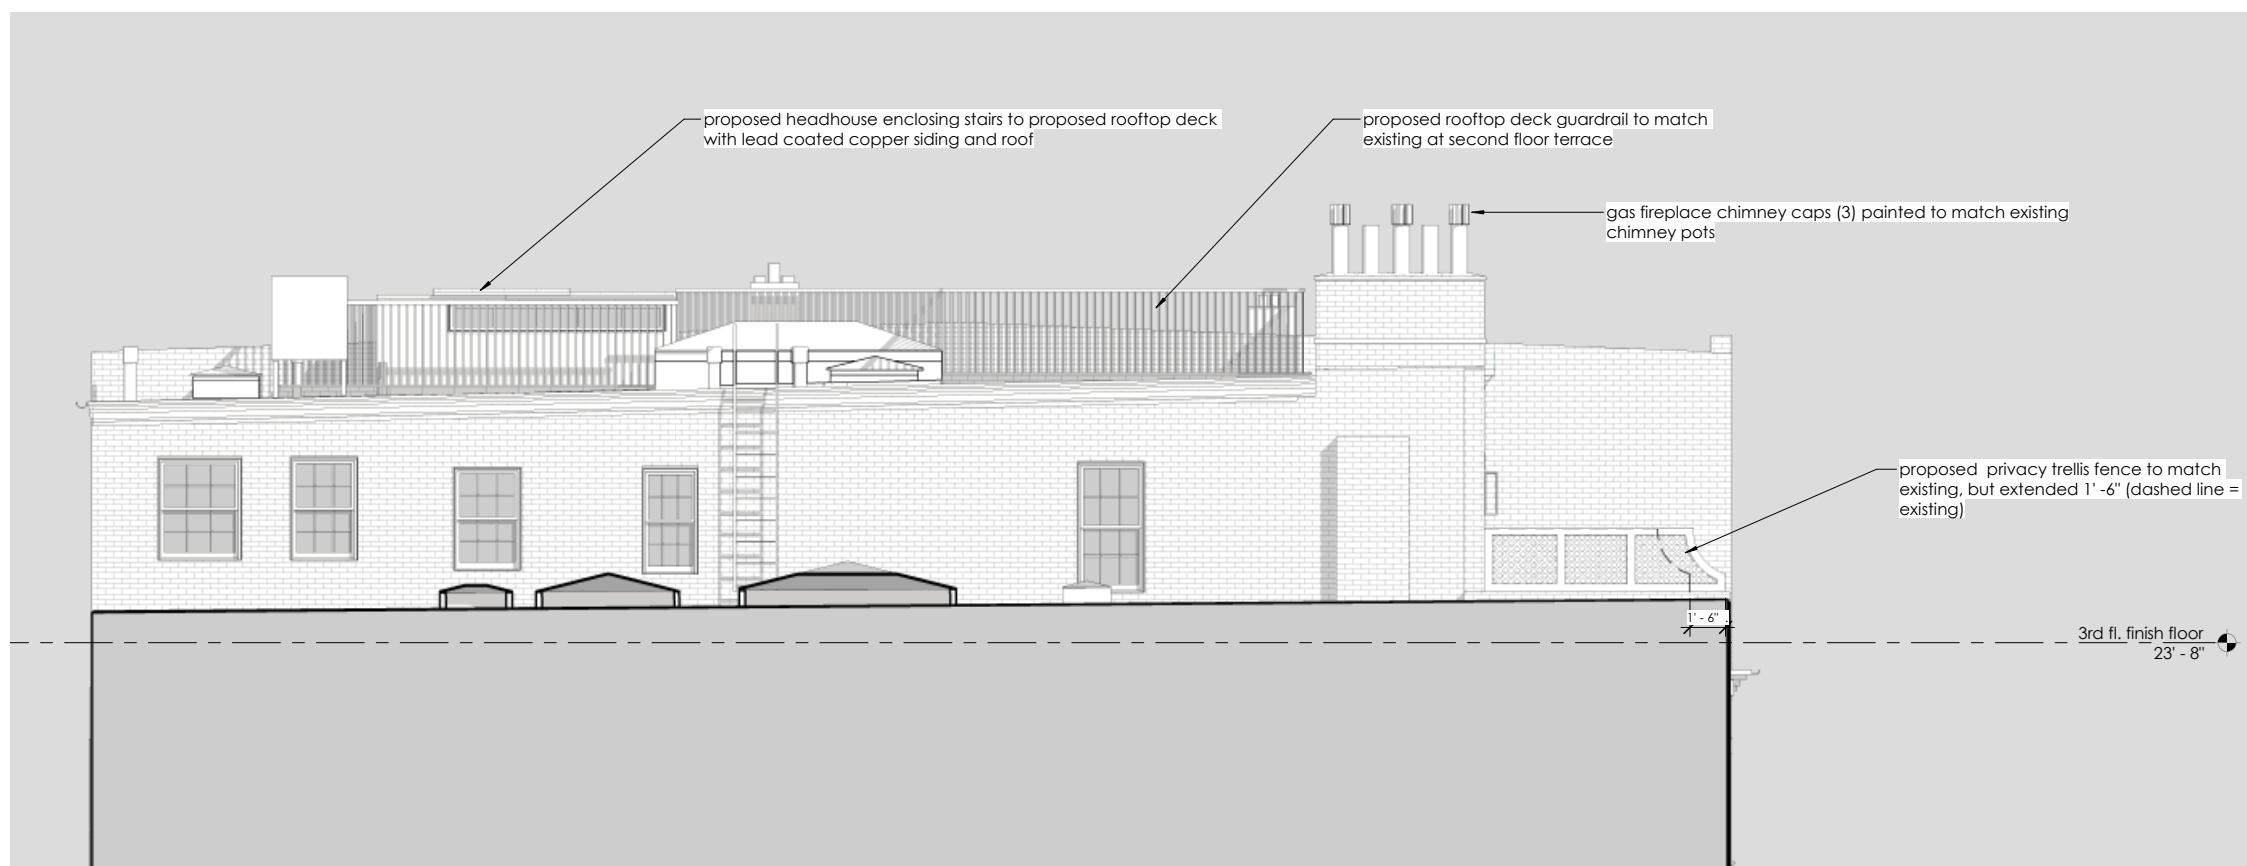 proposed headhouse enclosing stairs to proposed rooftop deck
with lead coated copper siding and roof
proposed rooftop deck guardrail to match
existing at second floor terrace
gas fireplace chimney caps (3) painted to match existing
chimney pots
proposed  privacy trellis fence to match
existing, but extended 1' -6" (dashed line =
existing)
1' - 6"
3rd fl. finish floor
23' - 8"